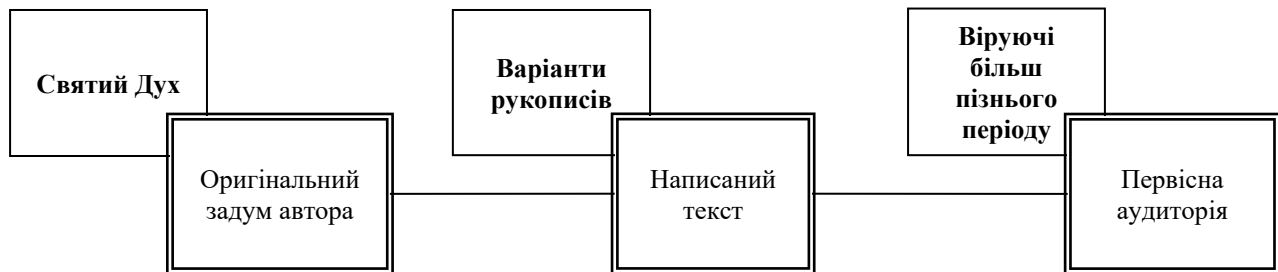 Святий Дух
Варіанти
рукописів
Віруючі
більш
пізнього
періоду
Оригінальний
задум автора
Написаний
текст
Первісна
аудиторія